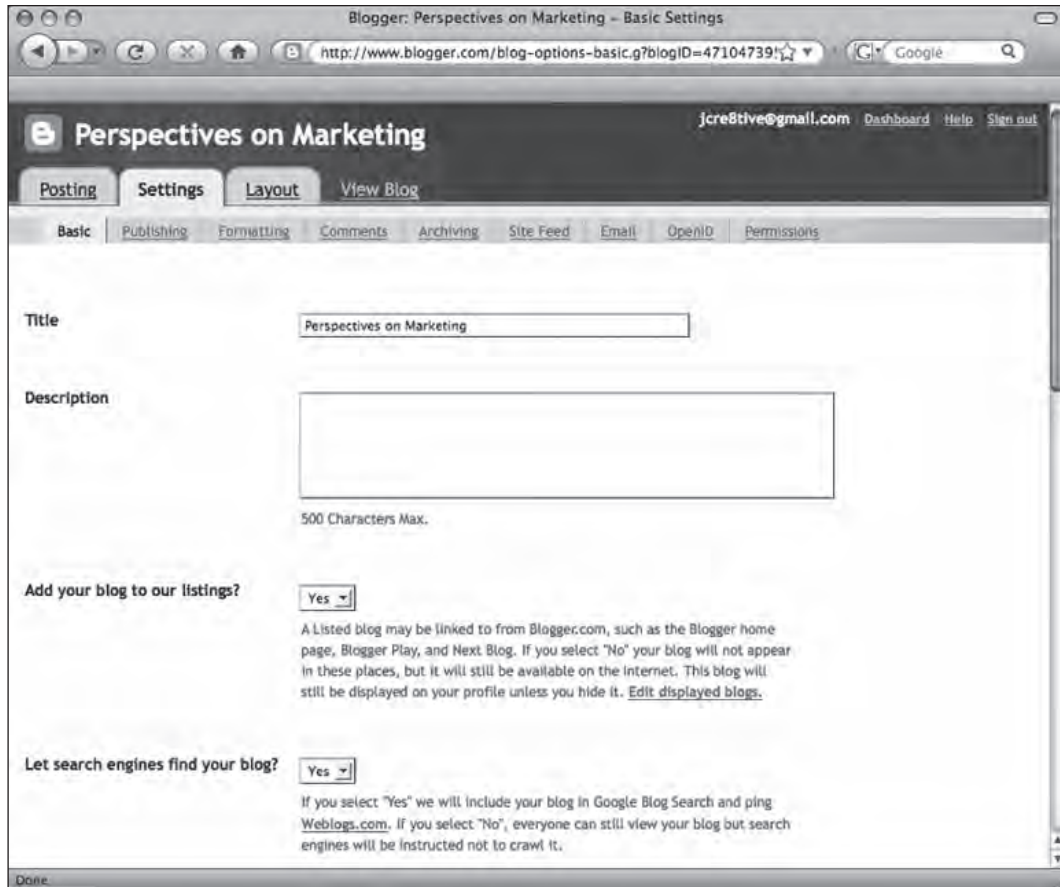 Blogger: Perspectives on Marketing – Basic Settings
http://www.blogger.com/blog-options-basic.g?blogID=47104739
Google
Perspectives on Marketing
jcre8tive@gmail.com Dashboard Help Sign out
Posting Settings Layout View Blog
Basic Publishing Formatting Comments Archiving Site Feed Email OpenID Permissions
Title
Perspectives on Marketing
Description
500 Characters Max.
Add your blog to our listings?
Yes
A Listed blog may be linked to from Blogger.com, such as the Blogger home
page, Blogger Play, and Next Blog. If you select "No" your blog will not appear
in these places, but it will still be available on the internet. This blog will
still be displayed on your profile unless you hide it. Edit displayed blogs.
Let search engines find your blog?
Yes
If you select "Yes" we will include your blog in Google Blog Search and ping
Weblogs.com. If you select "No", everyone can still view your blog but search
engines will be instructed not to crawl it.
Done